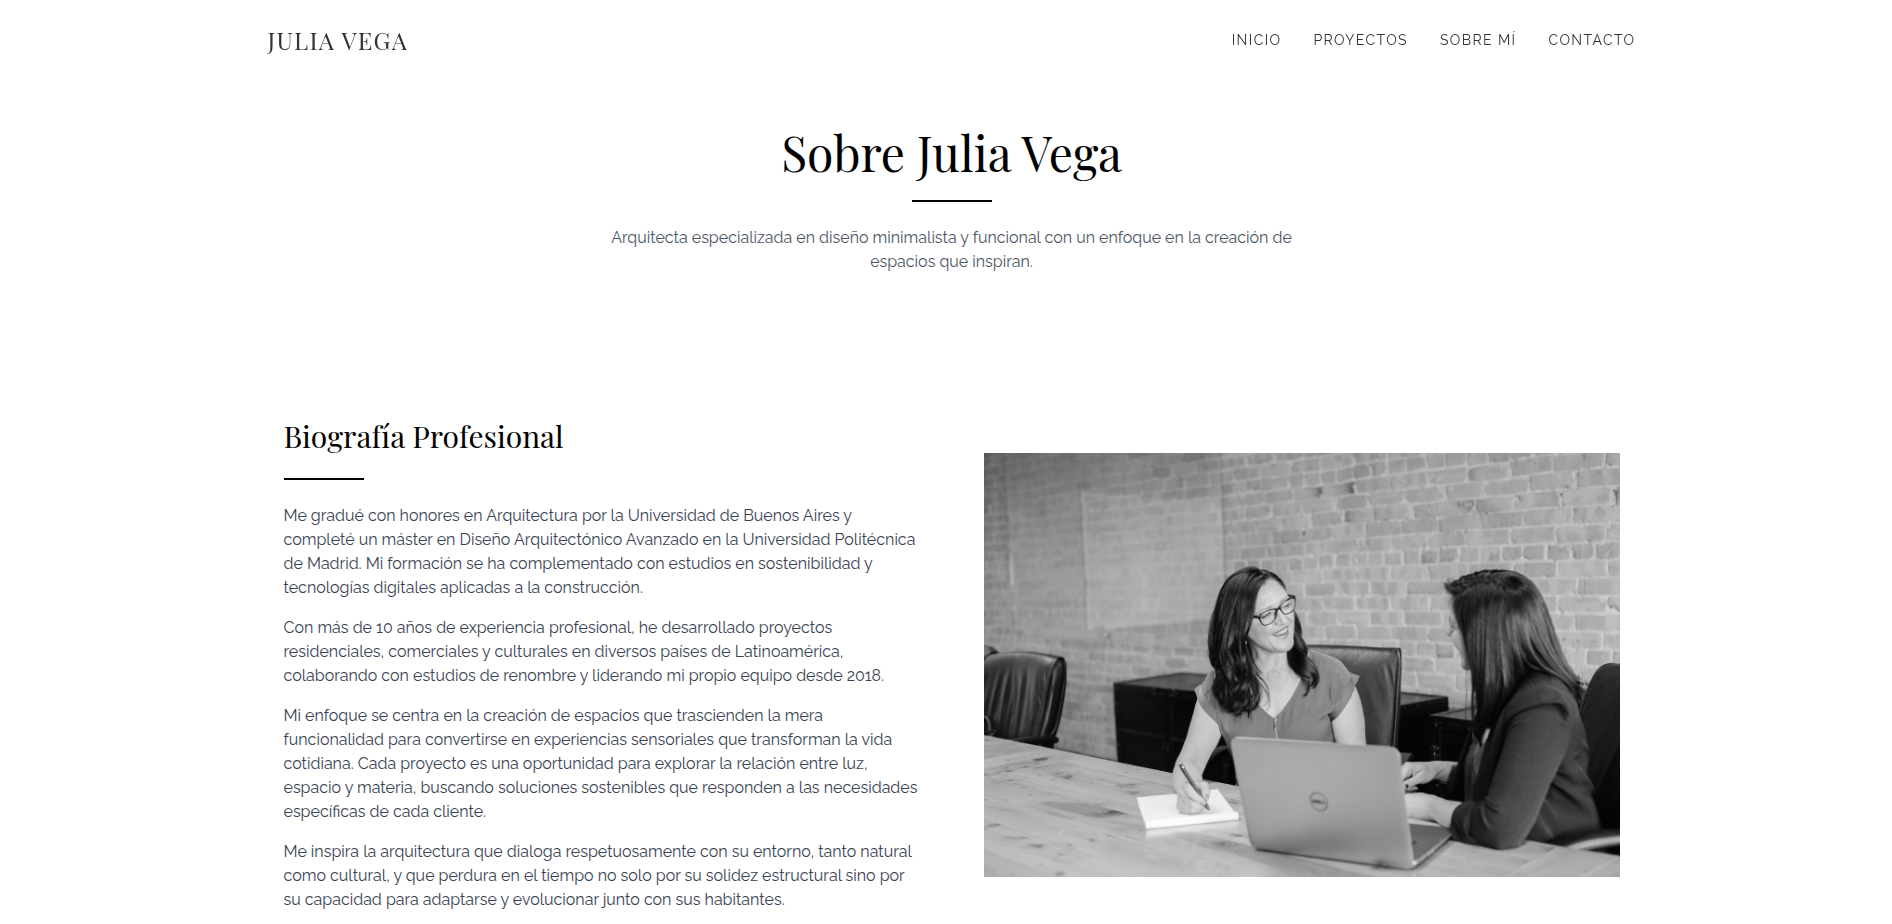 JULIA VEGA
INICIO PROYECTOS SOBRE MÍ CONTACTO
Sobre Julia Vega
Arquitecta especializada en diseño minimalista y funcional con un enfoque en la creación de
espacios que inspiran.
Biografía Profesional
Me gradué con honores en Arquitectura por la Universidad de Buenos Aires y
completé un máster en Diseño Arquitectónico Avanzado en la Universidad Politécnica
de Madrid. Mi formación se ha complementado con estudios en sostenibilidad y
tecnologías digitales aplicadas a la construcción.
Con más de 10 años de experiencia profesional, he desarrollado proyectos
residenciales, comerciales y culturales en diversos países de Latinoamérica,
colaborando con estudios de renombre y liderando mi propio equipo desde 2018.
Mi enfoque se centra en la creación de espacios que trascienden la mera
funcionalidad para convertirse en experiencias sensoriales que transforman la vida
cotidiana. Cada proyecto es una oportunidad para explorar la relación entre luz,
espacio y materia, buscando soluciones sostenibles que responden a las necesidades
específicas de cada cliente.
Me inspira la arquitectura que dialoga respetuosamente con su entorno, tanto natural
como cultural, y que perdura en el tiempo no solo por su solidez estructural sino por
su capacidad para adaptarse y evolucionar junto con sus habitantes.
DELL